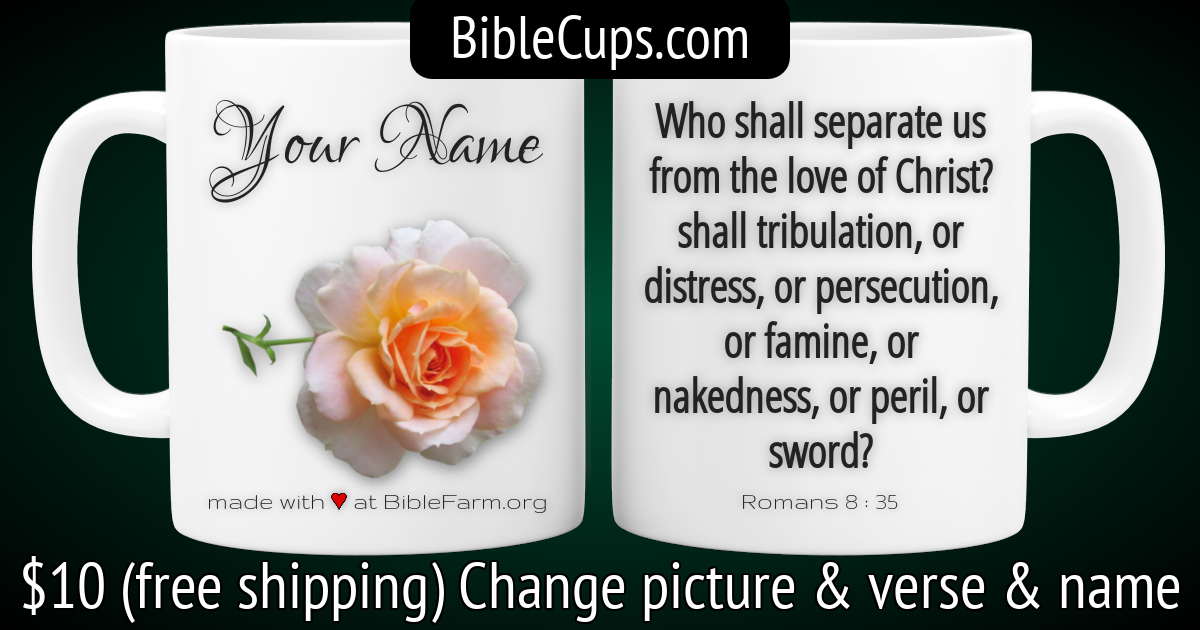 BibleCups.com
Your Name
made with ♥ at BibleFarm.org
Who shall separate us
from the love of Christ?
shall tribulation, or
distress, or persecution,
or famine, or
nakedness, or peril, or
sword?
Romans 8 : 35
$10 (free shipping) Change picture & verse & name